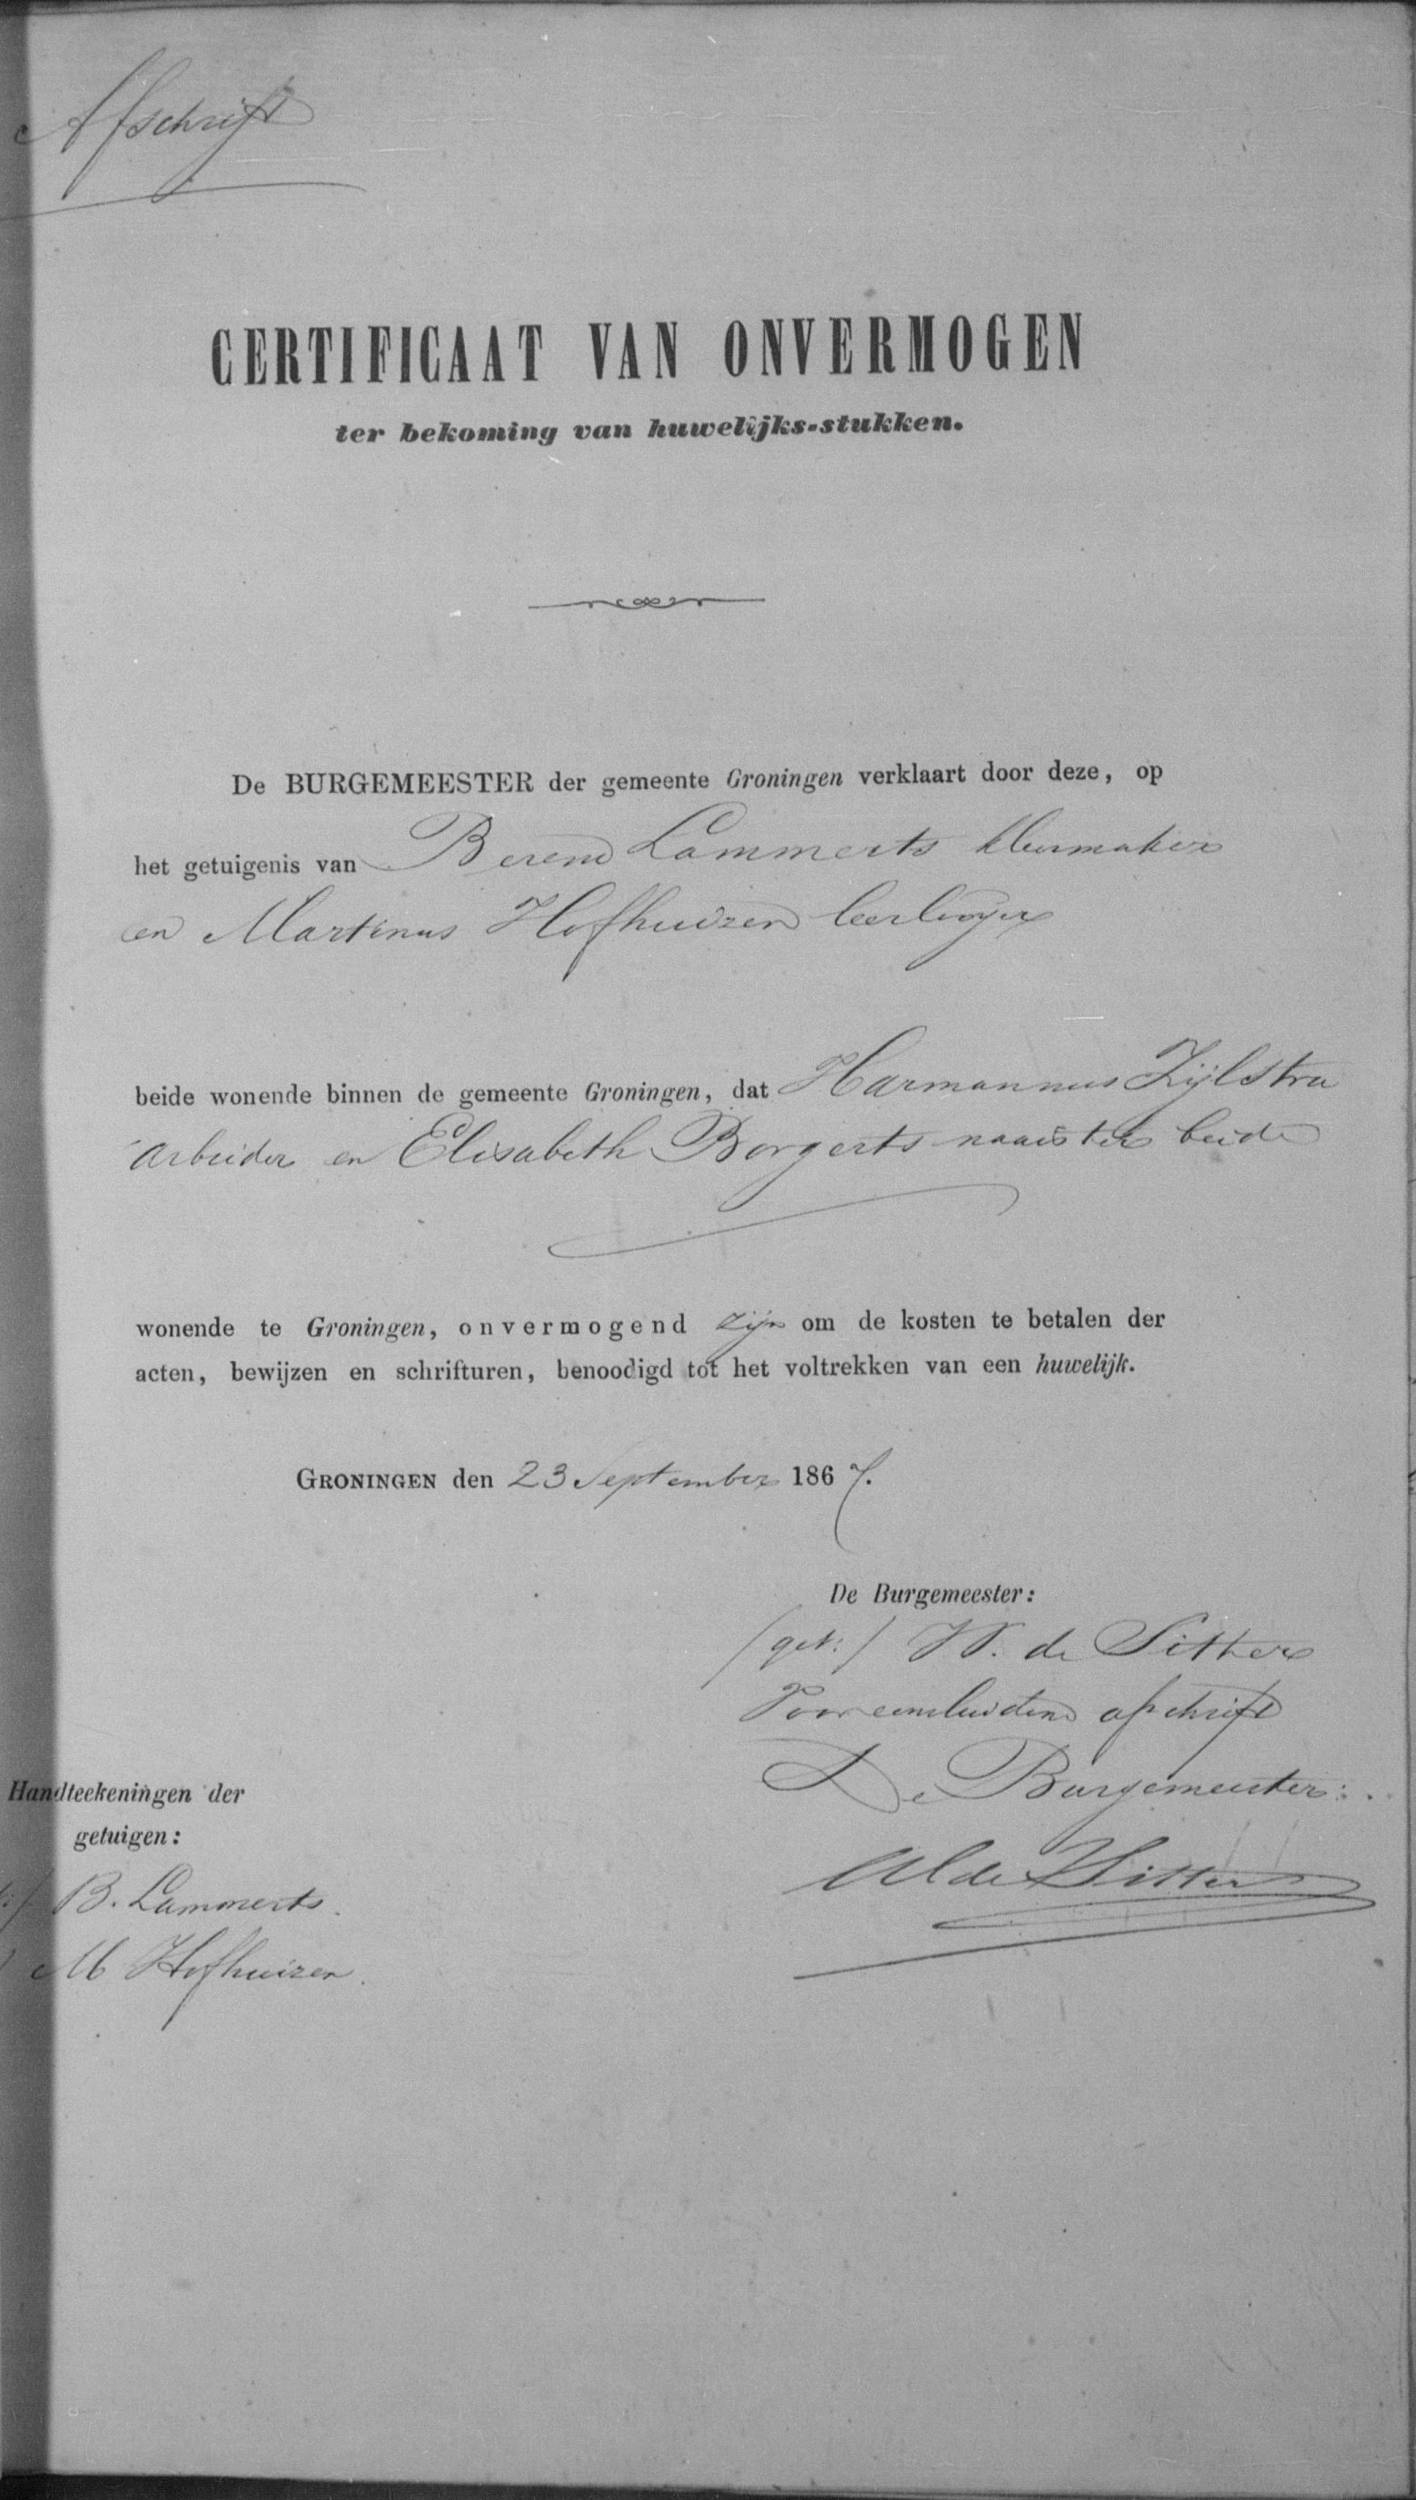 Afschrift
CERTIFICAAT VAN ONVERMOGEN
ter bekoming van huwelijks-stukken.
De BURGEMEESTER der gemeente Groningen verklaart door deze, op
het getuigenis van Berend Lammerts kleermaker
en Martinus Hofhuizen leerlooijer
beide wonende binnen de gemeente Groningen, dat Harmannus Zijlstra
arbeider en Elisabeth Borgerts naaister beide
wonende te Groningen, onvermogend zijn om de kosten te betalen der
acten, bewijzen en schrifturen, benoodigd tot het voltrekken van een huwelijk.
GRONINGEN den 23 September 1867.
De Burgemeester:
/get:/ W. de Sitter
Voor eensluidend afschrift
De Burgemeester:
W de Sitter
Handteekeningen der
getuigen:
B. Lammerts.
M Hofhuizen.